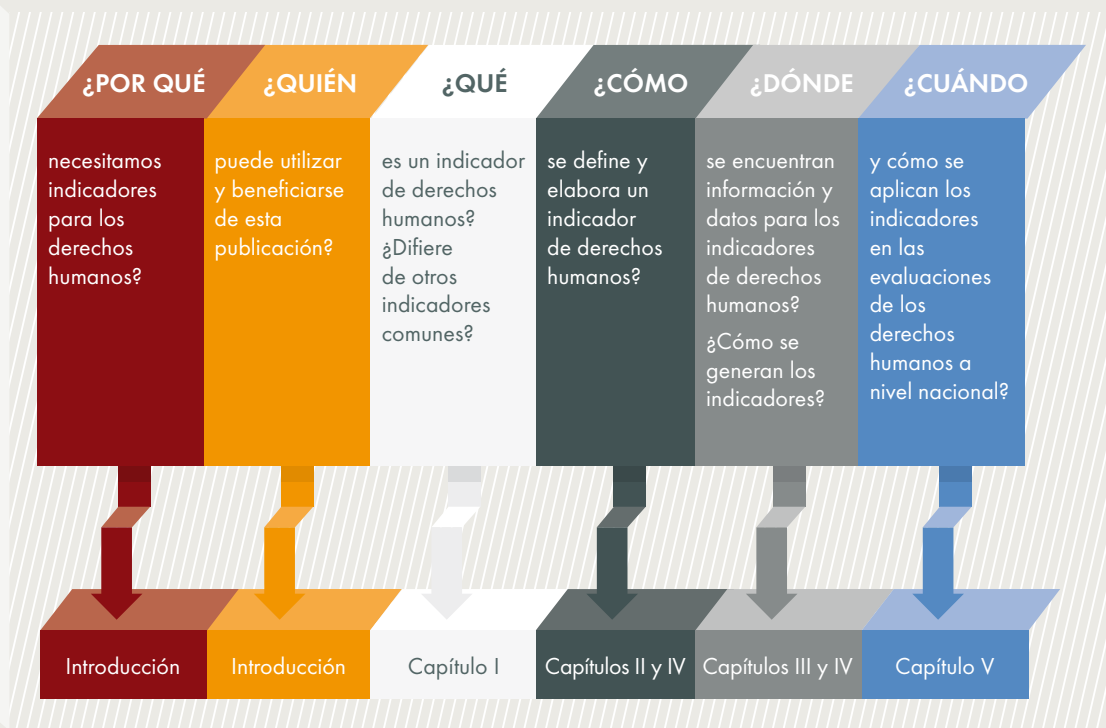 ¿POR QUÉ
necesitamos
indicadores
para los
derechos
humanos?
¿QUIÉN
puede utilizar
y beneficiarse
de esta
publicación?
¿QUÉ
es un indicador
de derechos
humanos?
¿Difiere
de otros
indicadores
comunes?
¿CÓMO
se define y
elabora un
indicador
de derechos
humanos?
¿DÓNDE
se encuentran
información y
datos para los
indicadores
de derechos
humanos?
¿Cómo se
generan los
indicadores?
¿CUÁNDO
y cómo se
aplican los
indicadores
en las
evaluaciones
de los
derechos
humanos a
nivel nacional?
Introducción
Introducción
Capítulo I
Capítulos II y IV
Capítulos III y IV
Capítulo V